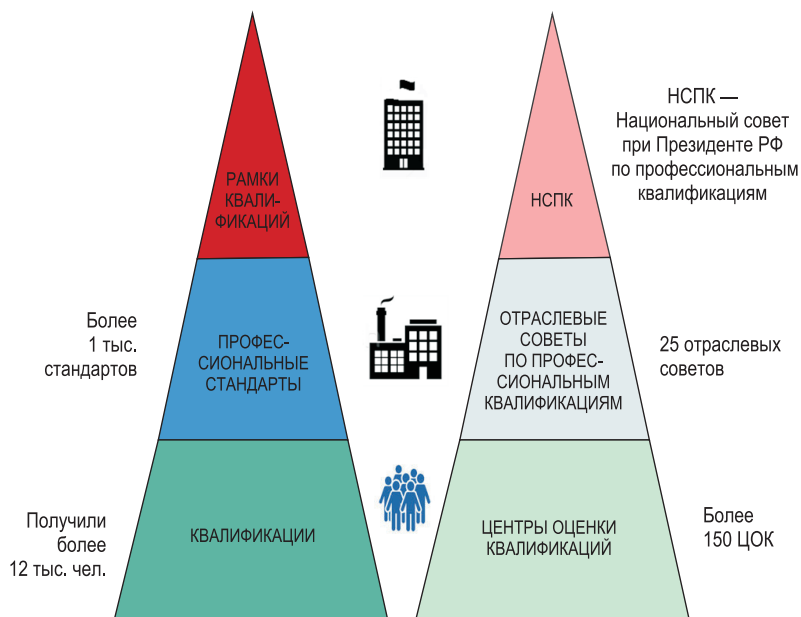 РАМКИ
КВАЛИ-
ФИКАЦИЙ
НСПК
НСПК —
Национальный совет
при Президенте РФ
по профессиональным
квалификациям
Более
1 тыс.
стандартов
ПРОФЕС-
СИОНАЛЬНЫЕ
СТАНДАРТЫ
ОТРАСЛЕВЫЕ
СОВЕТЫ
ПО ПРОФЕС-
СИОНАЛЬНЫМ
КВАЛИФИКАЦИЯМ
25 отраслевых
советов
Получили
более
12 тыс. чел.
КВАЛИФИКАЦИИ
ЦЕНТРЫ ОЦЕНКИ
КВАЛИФИКАЦИЙ
Более
150 ЦОК